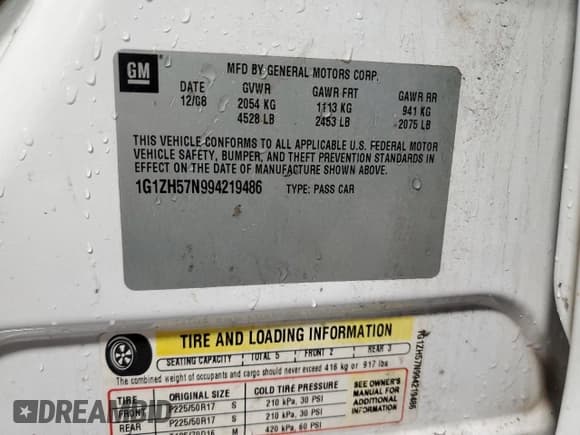 GM
MFD BY GENERAL MOTORS CORP.
DATE GVWR GAWR FRT GAWR RR
12/08 2054 KG 1113 KG 941 KG
4528 LB 2453 LB 2075 LB
THIS VEHICLE CONFORMS TO ALL APPLICABLE U.S. FEDERAL MOTOR
VEHICLE SAFETY, BUMPER, AND THEFT PREVENTION STANDARDS IN
EFFECT ON THE DATE OF MANUFACTURE SHOWN ABOVE.
1G1ZH57N994219486 TYPE: PASS CAR
TIRE AND LOADING INFORMATION
SEATING CAPACITY TOTAL 5 FRONT 2 REAR 3
The combined weight of occupants and cargo should never exceed 416 kg or 917 lbs
TIRE ORIGINAL SIZE COLD TIRE PRESSURE
FRONT P225/50R17 S 210 kPa, 30 PSI
REAR P225/50R17 S 210 kPa, 30 PSI
M 420 kPa, 60 PSI
SEE OWNER'S
MANUAL FOR
ADDITIONAL
INFORMATION
1G1ZH57N994219486
RADEBID.COM